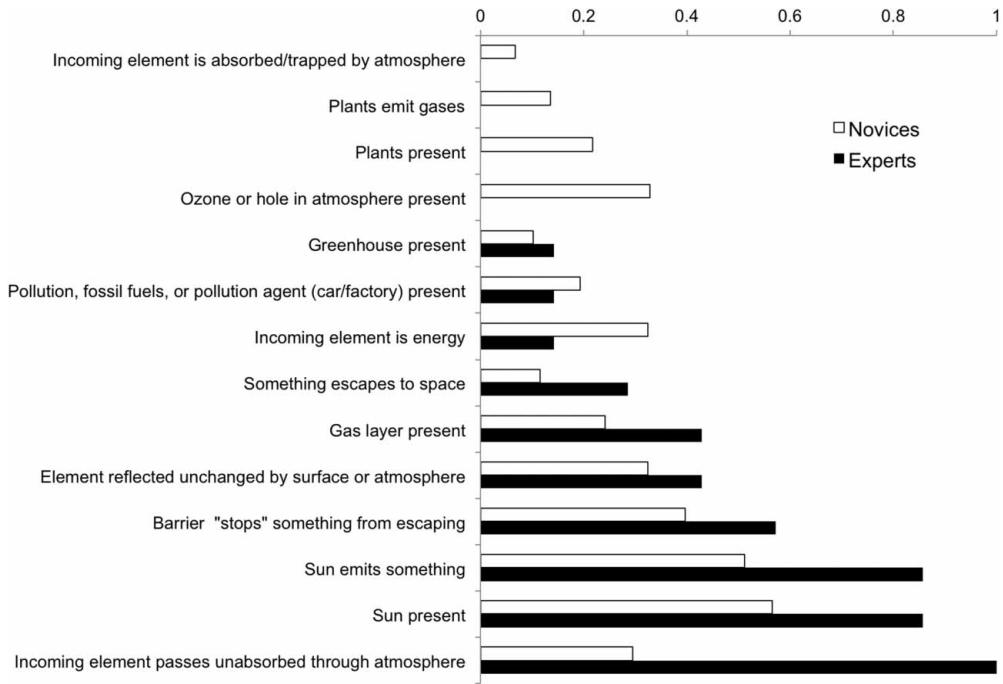 0 0.2 0.4 0.6 0.8 1
Incoming element is absorbed/trapped by atmosphere
Plants emit gases
Novices
Plants present
Experts
Ozone or hole in atmosphere present
Greenhouse present
Pollution, fossil fuels, or pollution agent (car/factory) present
Incoming element is energy
Something escapes to space
Gas layer present
Element reflected unchanged by surface or atmosphere
Barrier "stops" something from escaping
Sun emits something
Sun present
Incoming element passes unabsorbed through atmosphere